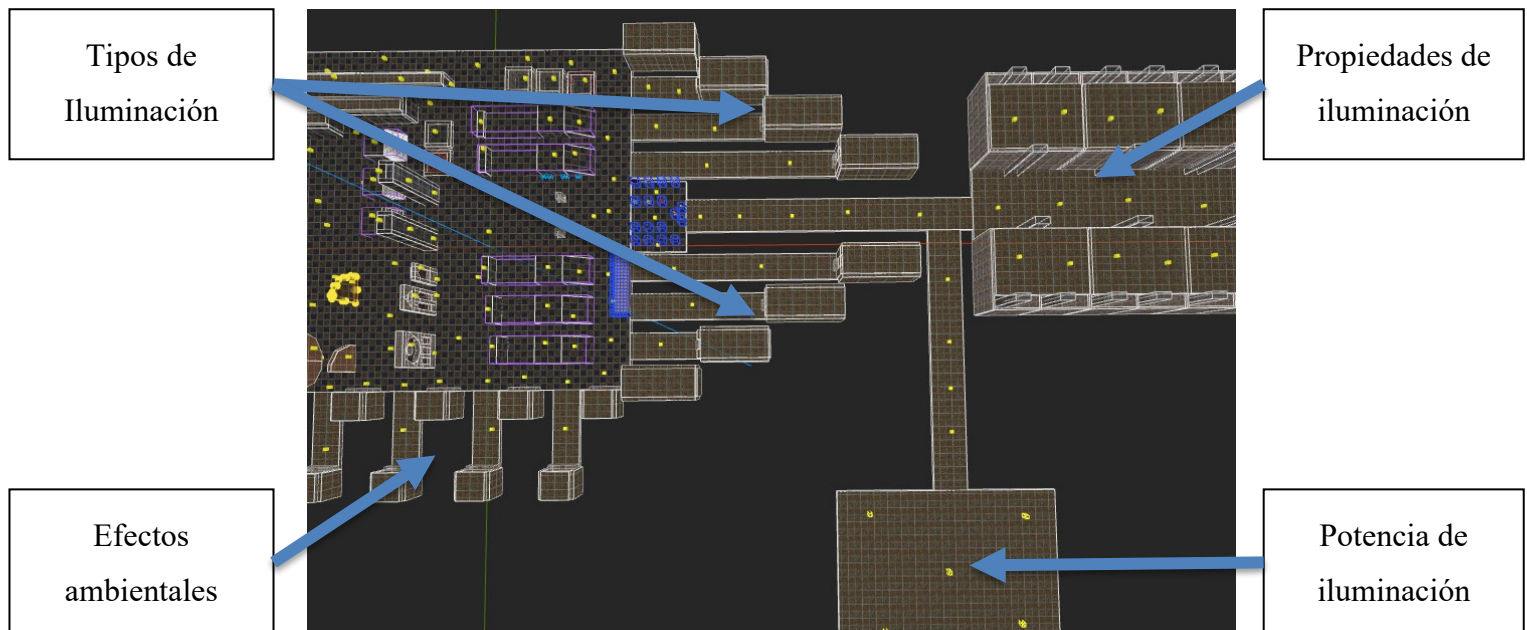 Tipos de
Iluminación
Propiedades de
iluminación
Efectos
ambientales
Potencia de
iluminación